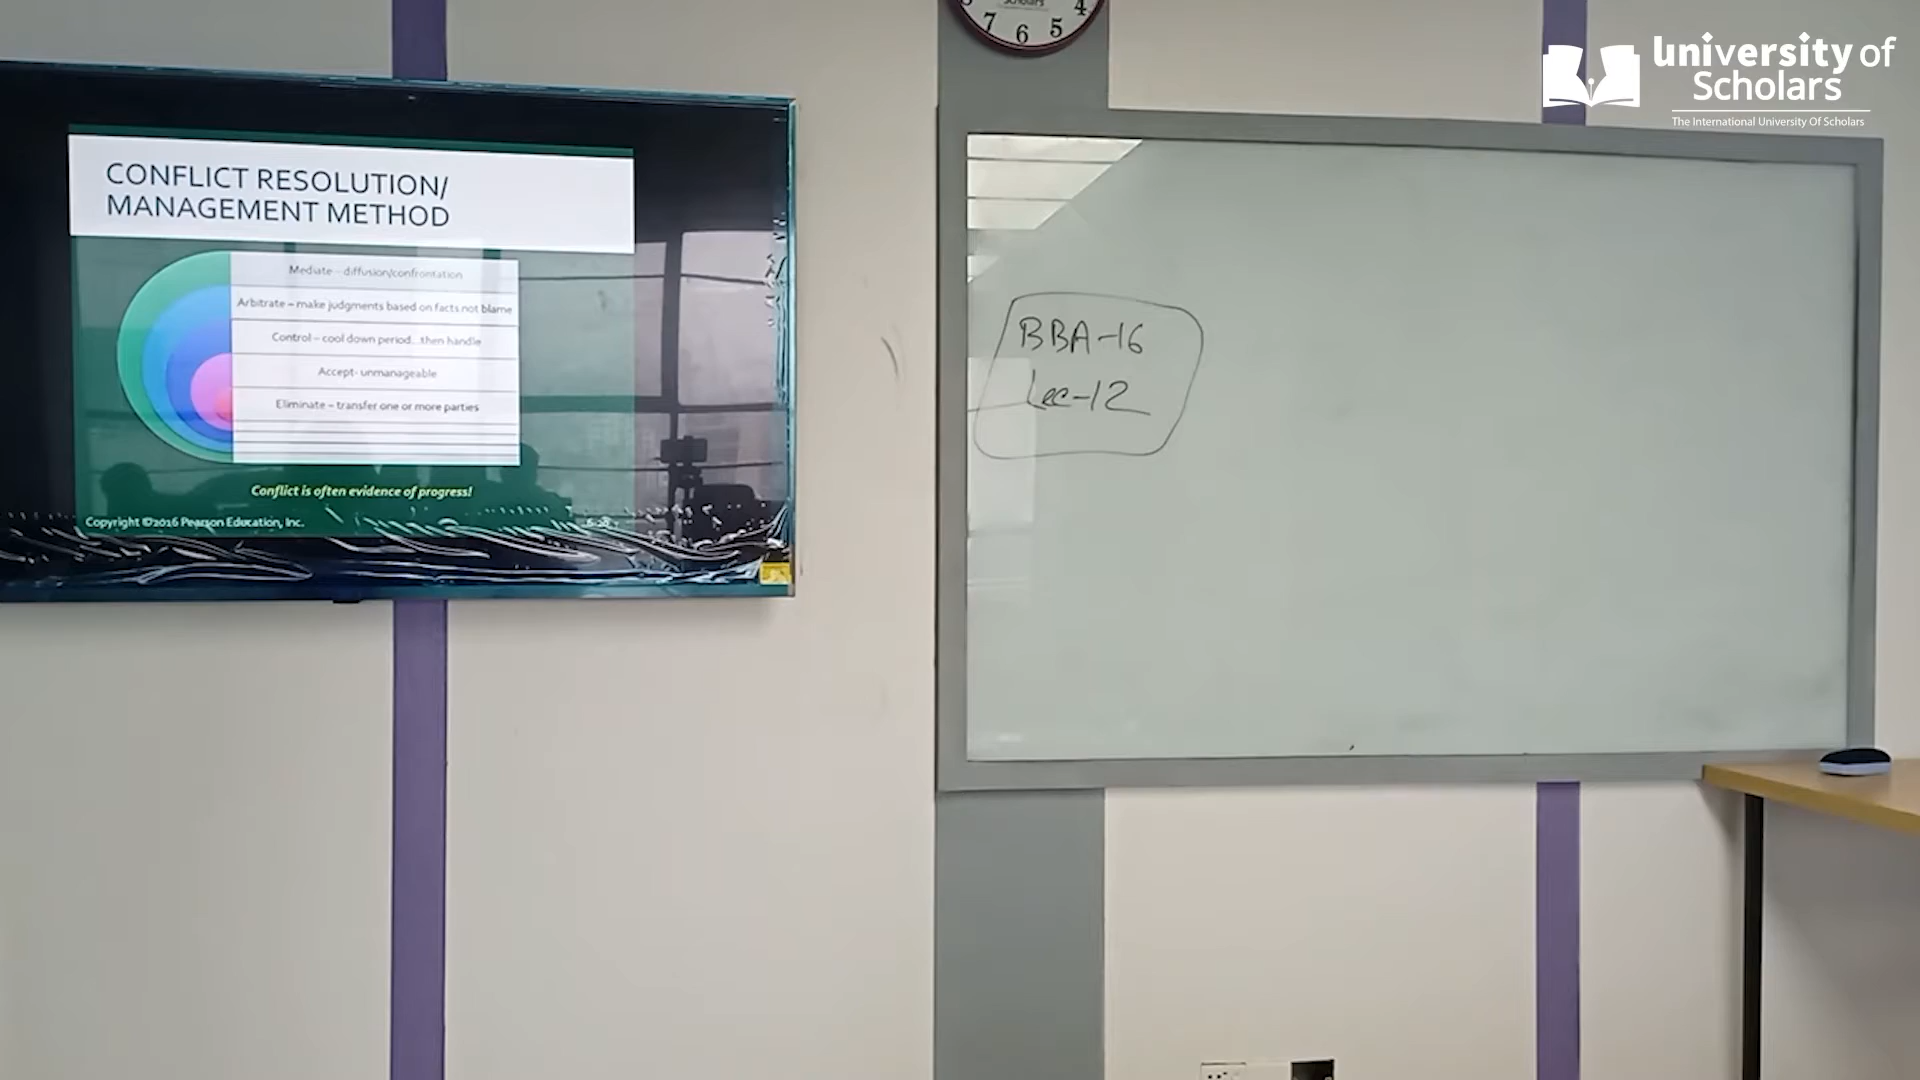 CONFLICT RESOLUTION/
MANAGEMENT METHOD
Mediate – diffusion/confrontation
Arbitrate – make judgments based on facts not blame
Control – cool down period...then handle
Accept- unmanageable
Eliminate – transfer one or more parties
Conflict is often evidence of progress!
Copyright ©2016 Pearson Education, Inc.
7 6 5 4
BBA-16
Lec-12
University of
Scholars
The International University Of Scholars